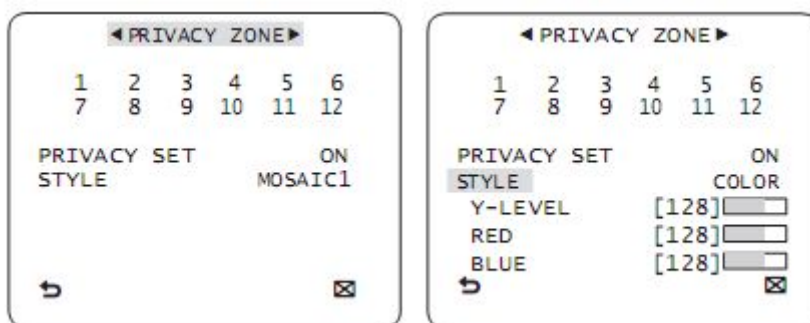 ◄PRIVACY ZONE►
1 2 3 4 5 6
7 8 9 10 11 12
PRIVACY SET ON
STYLE MOSAIC1
◄PRIVACY ZONE►
1 2 3 4 5 6
7 8 9 10 11 12
PRIVACY SET ON
STYLE COLOR
Y-LEVEL [128]
RED [128]
BLUE [128]